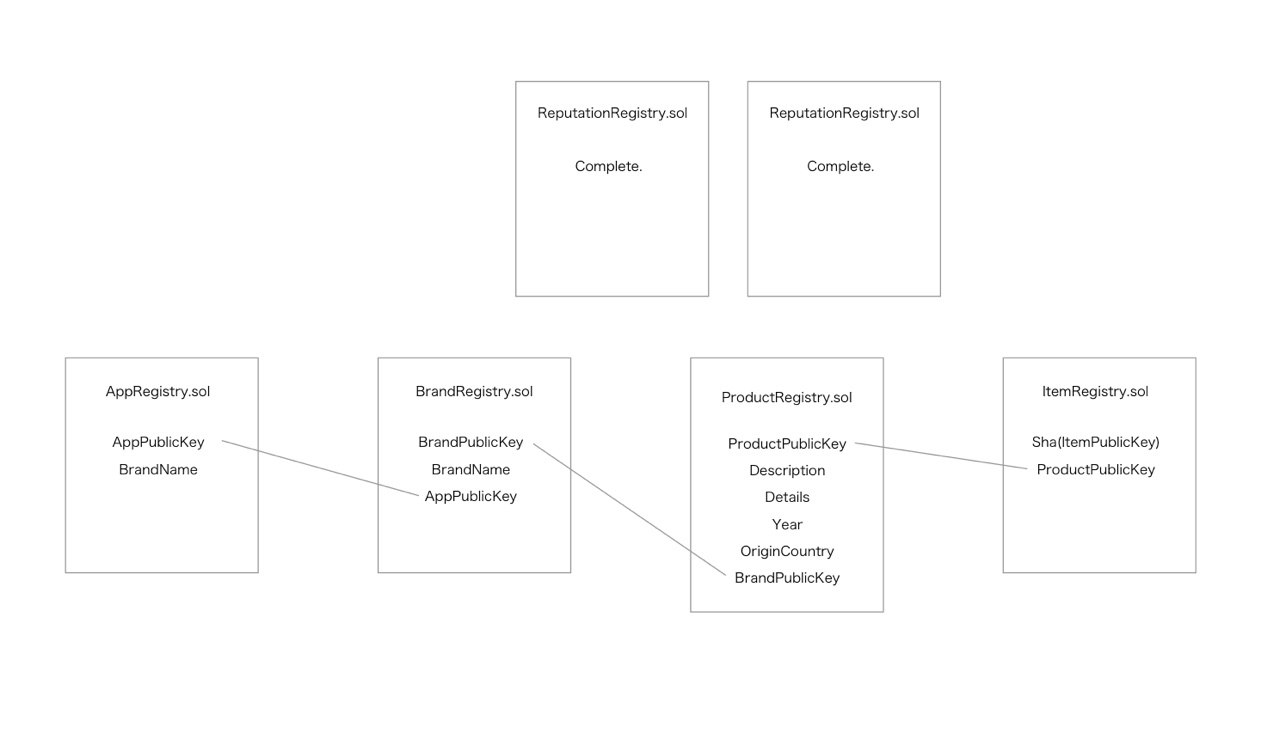 ReputationRegistry.sol
Complete.
ReputationRegistry.sol
Complete.
AppRegistry.sol
AppPublicKey
BrandName
BrandRegistry.sol
BrandPublicKey
BrandName
AppPublicKey
ProductRegistry.sol
ProductPublicKey
Description
Details
Year
OriginCountry
BrandPublicKey
ItemRegistry.sol
Sha(ItemPublicKey)
ProductPublicKey